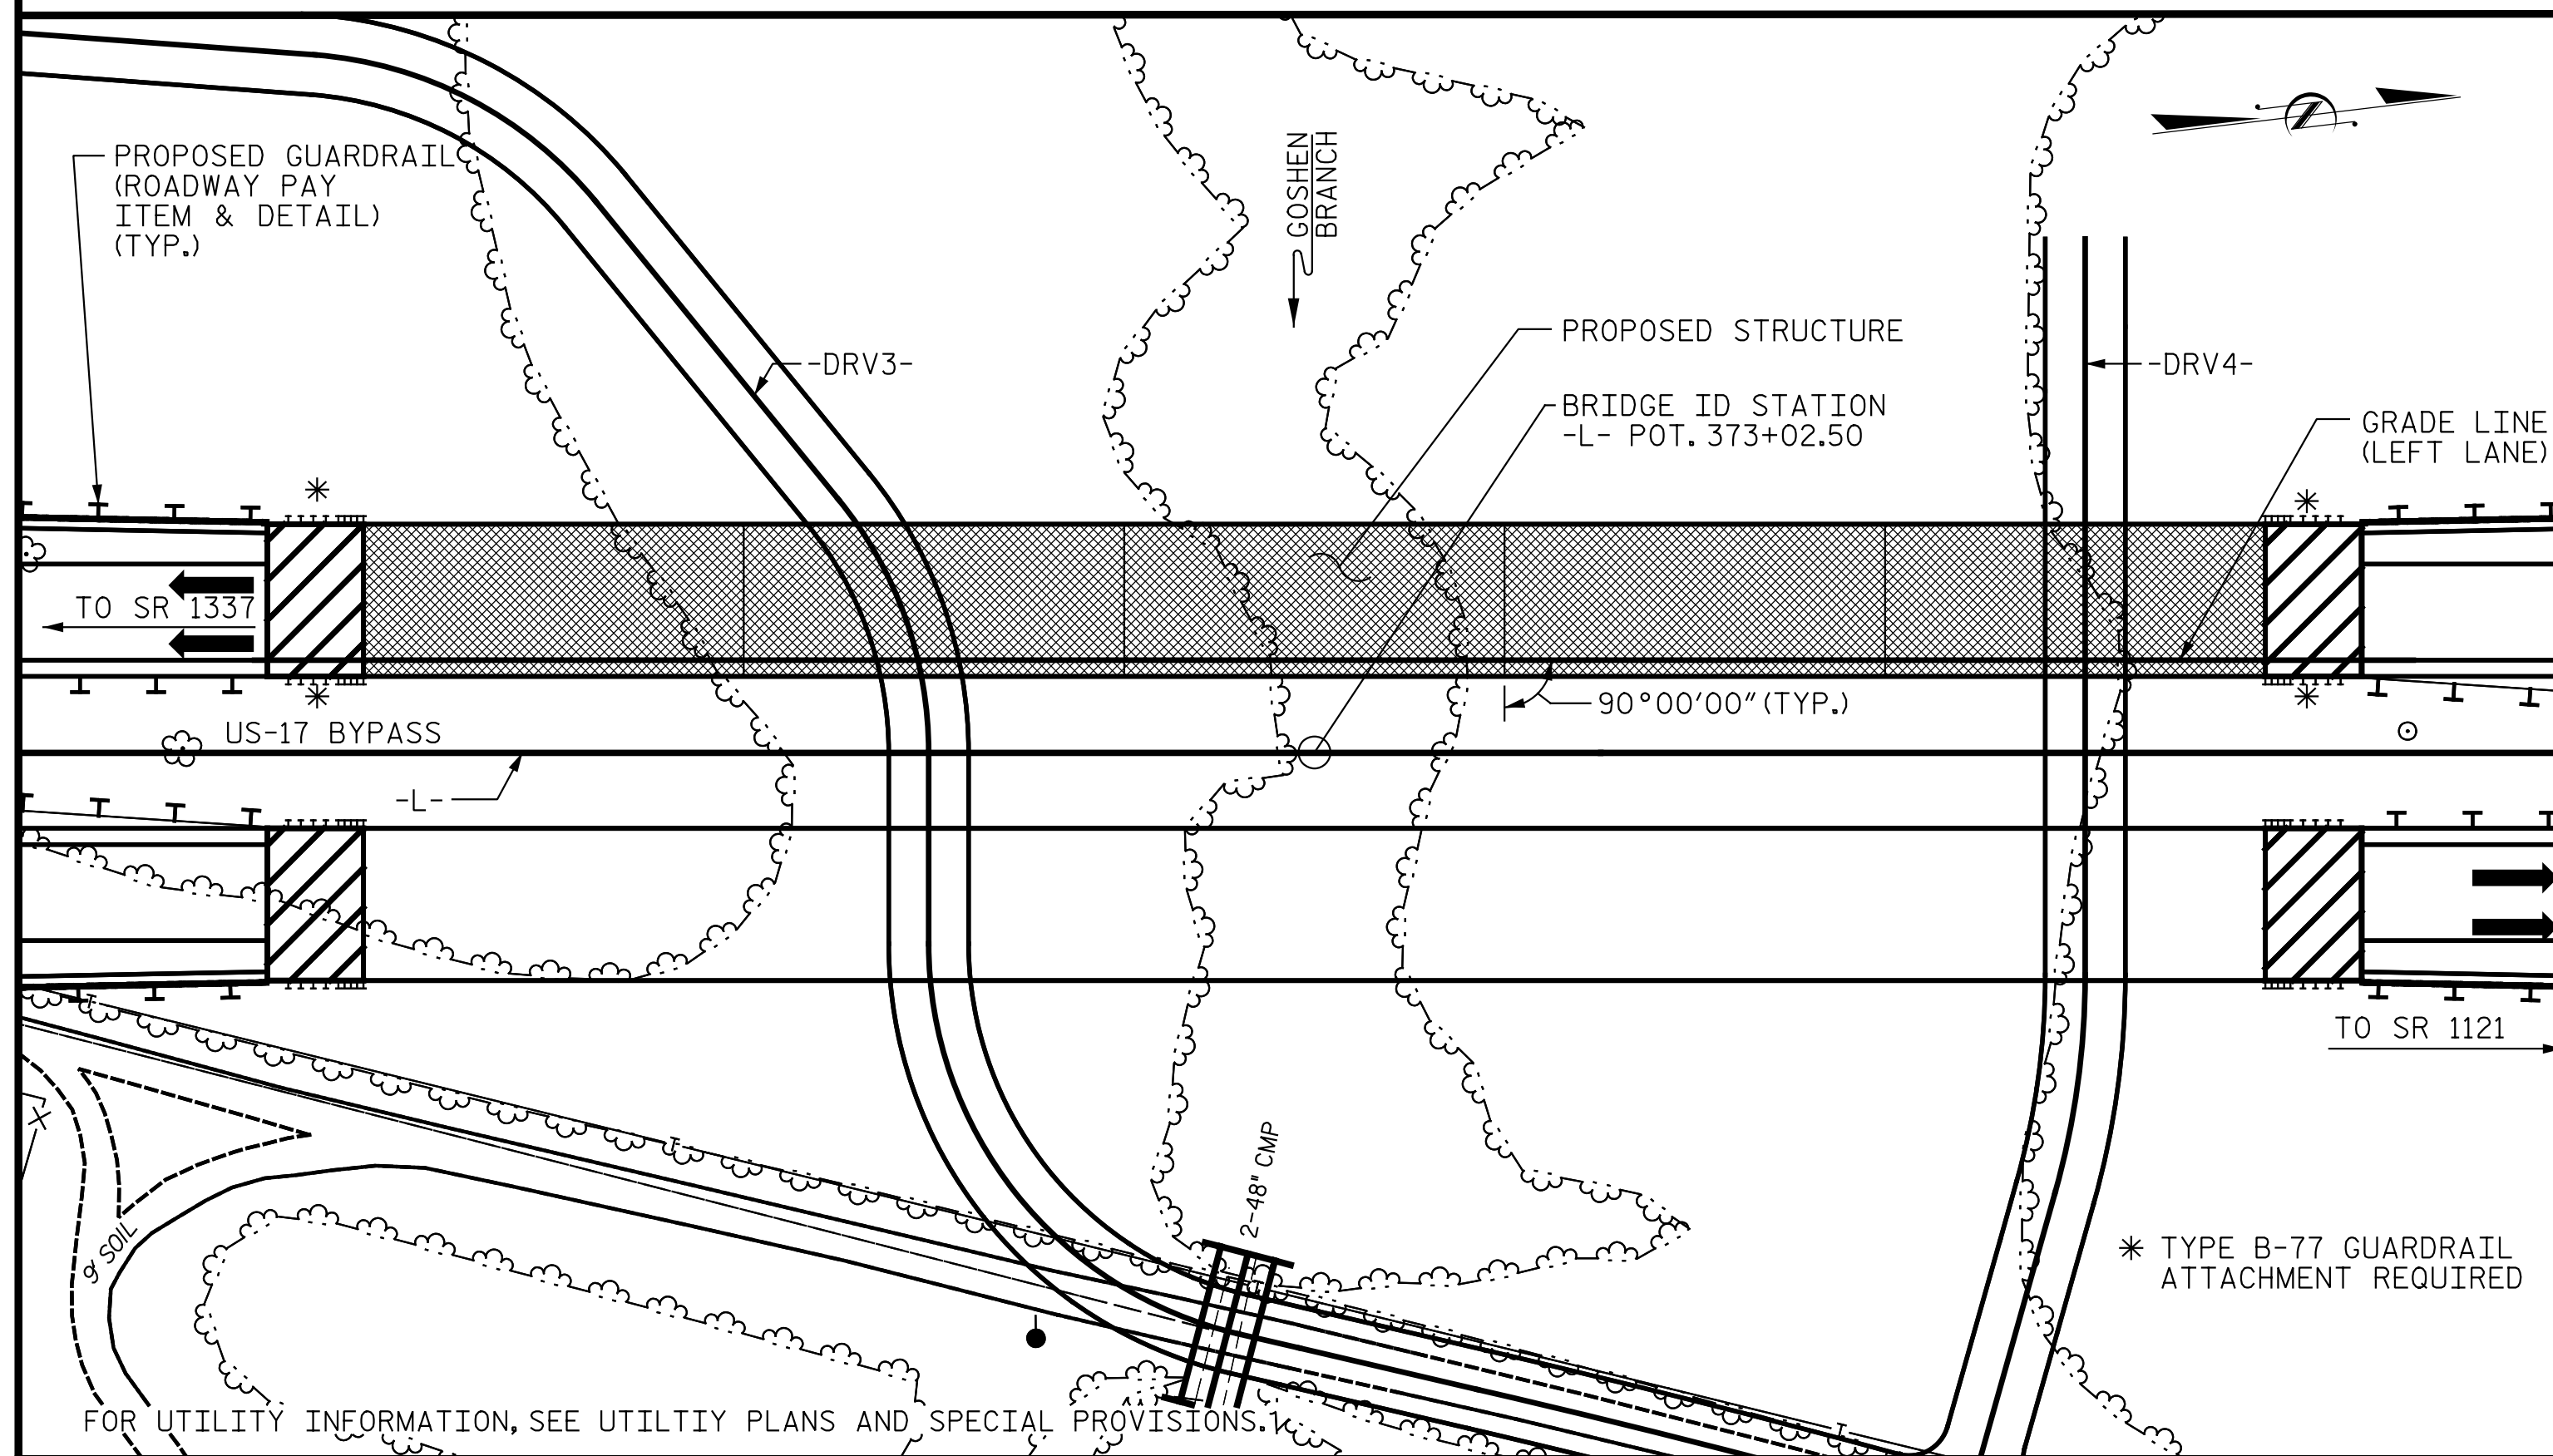 PROPOSED GUARDRAIL
(ROADWAY PAY
ITEM & DETAIL)
(TYP.)
GOSHEN
BRANCH
PROPOSED STRUCTURE
-DRV3-
-DRV4-
BRIDGE ID STATION
-L- POT. 373+02.50
GRADE LINE
(LEFT LANE)
*
*
TO SR 1337
*
*
90°00'00" (TYP.)
US-17 BYPASS
-L-
TO SR 1121
2-48" CMP
9' SOIL
* TYPE B-77 GUARDRAIL
ATTACHMENT REQUIRED
FOR UTILITIY INFORMATION, SEE UTILTIY PLANS AND SPECIAL PROVISIONS.